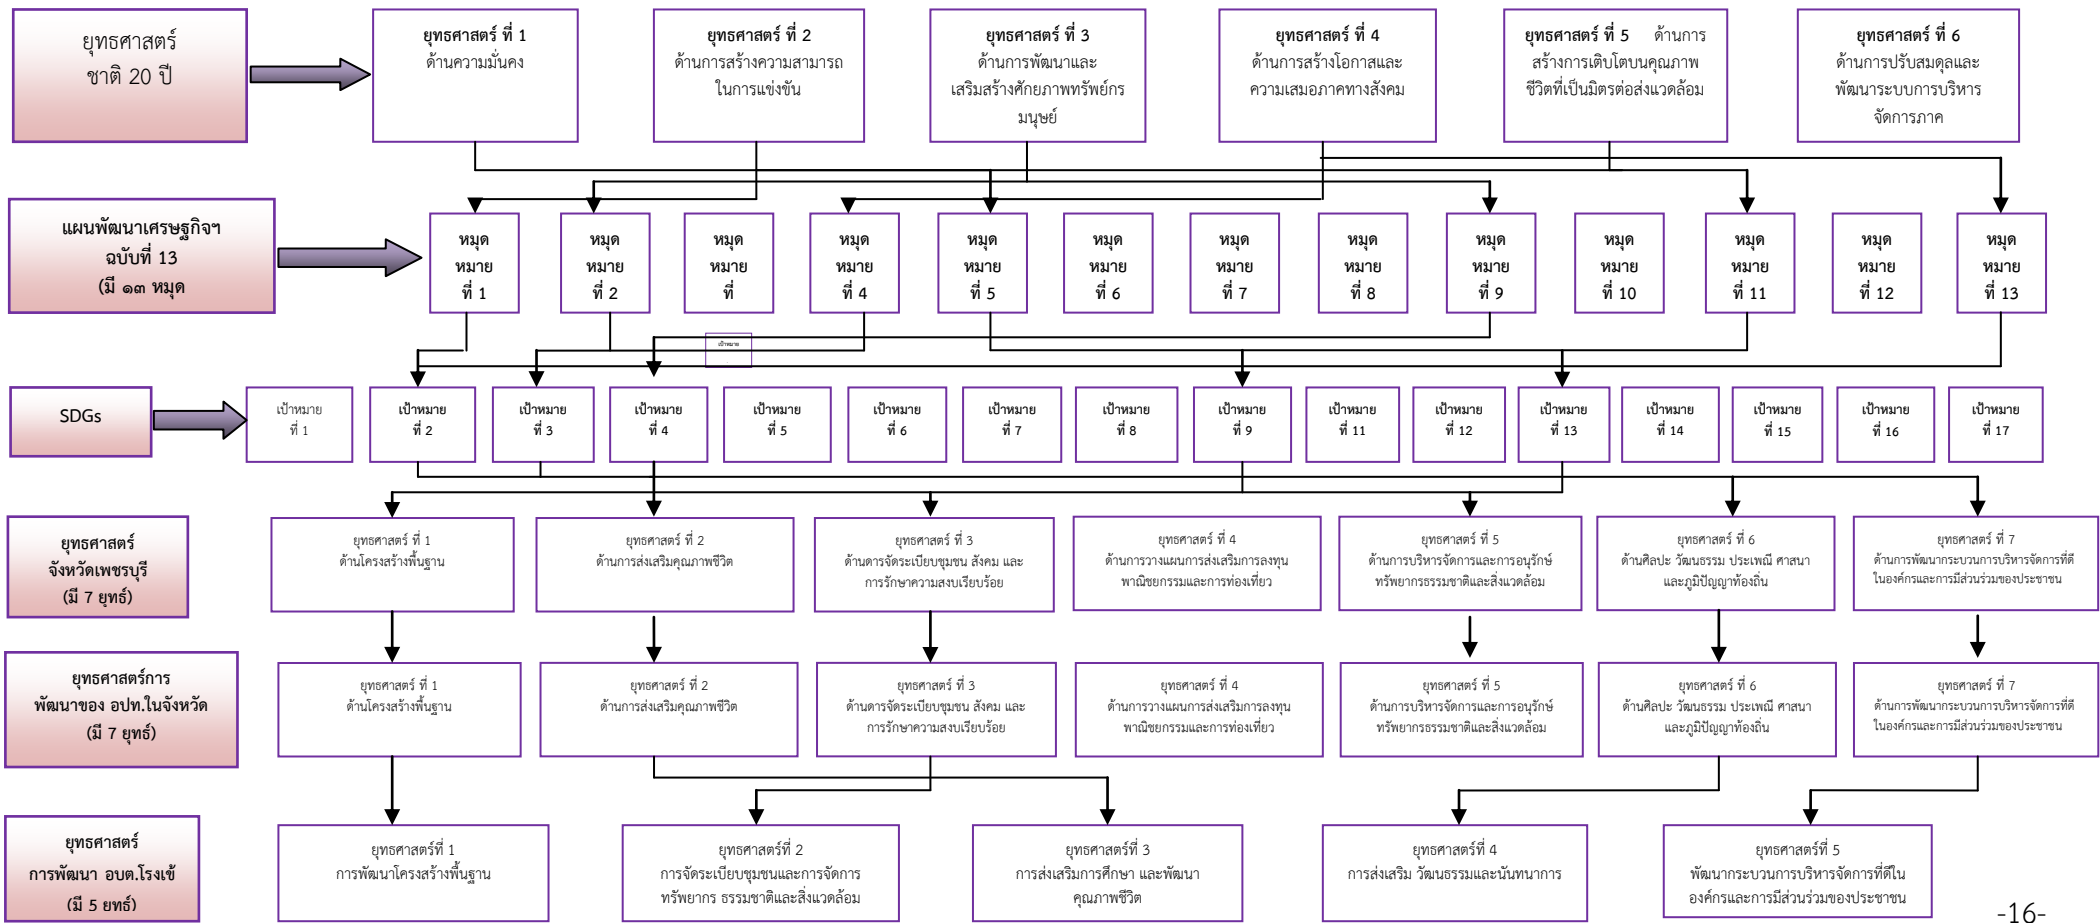 ยุทธศาสตร์
ชาติ 20 ปี
ยุทธศาสตร์ ที่ 1
ด้านความมั่นคง
ยุทธศาสตร์ ที่ 2
ด้านการสร้างความสามารถ
ในการแข่งขัน
ยุทธศาสตร์ ที่ 3
ด้านการพัฒนาและ
เสริมสร้างศักยภาพทรัพย์กร
มนุษย์
ยุทธศาสตร์ ที่ 4
ด้านการสร้างโอกาสและ
ความเสมอภาคทางสังคม
ยุทธศาสตร์ ที่ 5 ด้านการ
สร้างการเติบโตบนคุณภาพ
ชีวิตที่เป็นมิตรต่อส่งแวดล้อม
ยุทธศาสตร์ ที่ 6
ด้านการปรับสมดุลและ
พัฒนาระบบการบริหาร
จัดการภาค
แผนพัฒนาเศรษฐกิจฯ
ฉบับที่ 13
(มี ๑๓ หมุด
หมุด
หมาย
ที่ 1
หมุด
หมาย
ที่ 2
หมุด
หมาย
ที่
หมุด
หมาย
ที่ 4
หมุด
หมาย
ที่ 5
หมุด
หมาย
ที่ 6
หมุด
หมาย
ที่ 7
หมุด
หมาย
ที่ 8
หมุด
หมาย
ที่ 9
หมุด
หมาย
ที่ 10
หมุด
หมาย
ที่ 11
หมุด
หมาย
ที่ 12
หมุด
หมาย
ที่ 13
เป้าหมาย
SDGs
เป้าหมาย
ที่ 1
เป้าหมาย
ที่ 2
เป้าหมาย
ที่ 3
เป้าหมาย
ที่ 4
เป้าหมาย
ที่ 5
เป้าหมาย
ที่ 6
เป้าหมาย
ที่ 7
เป้าหมาย
ที่ 8
เป้าหมาย
ที่ 9
เป้าหมาย
ที่ 11
เป้าหมาย
ที่ 12
เป้าหมาย
ที่ 13
เป้าหมาย
ที่ 14
เป้าหมาย
ที่ 15
เป้าหมาย
ที่ 16
เป้าหมาย
ที่ 17
ยุทธศาสตร์
จังหวัดเพชรบุรี
(มี 7 ยุทธ์)
ยุทธศาสตร์ ที่ 1
ด้านโครงสร้างพื้นฐาน
ยุทธศาสตร์ ที่ 2
ด้านการส่งเสริมคุณภาพชีวิต
ยุทธศาสตร์ ที่ 3
ด้านดารจัดระเบียบชุมชน สังคม และ
การรักษาความสงบเรียบร้อย
ยุทธศาสตร์ ที่ 4
ด้านการวางแผนการส่งเสริมการลงทุน
พาณิชยกรรมและการท่องเที่ยว
ยุทธศาสตร์ ที่ 5
ด้านการบริหารจัดการและการอนุรักษ์
ทรัพยากรธรรมชาติและสิ่งแวดล้อม
ยุทธศาสตร์ ที่ 6
ด้านศิลปะ วัฒนธรรม ประเพณี ศาสนา
และภูมิปัญญาท้องถิ่น
ยุทธศาสตร์ ที่ 7
ด้านการพัฒนากระบวนการบริหารจัดการที่ดี
ในองค์กรและการมีส่วนร่วมของประชาชน
ยุทธศาสตร์การ
พัฒนาของ อปท.ในจังหวัด
(มี 7 ยุทธ์)
ยุทธศาสตร์ ที่ 1
ด้านโครงสร้างพื้นฐาน
ยุทธศาสตร์ ที่ 2
ด้านการส่งเสริมคุณภาพชีวิต
ยุทธศาสตร์ ที่ 3
ด้านดารจัดระเบียบชุมชน สังคม และ
การรักษาความสงบเรียบร้อย
ยุทธศาสตร์ ที่ 4
ด้านการวางแผนการส่งเสริมการลงทุน
พาณิชยกรรมและการท่องเที่ยว
ยุทธศาสตร์ ที่ 5
ด้านการบริหารจัดการและการอนุรักษ์
ทรัพยากรธรรมชาติและสิ่งแวดล้อม
ยุทธศาสตร์ ที่ 6
ด้านศิลปะ วัฒนธรรม ประเพณี ศาสนา
และภูมิปัญญาท้องถิ่น
ยุทธศาสตร์ ที่ 7
ด้านการพัฒนากระบวนการบริหารจัดการที่ดี
ในองค์กรและการมีส่วนร่วมของประชาชน
ยุทธศาสตร์
การพัฒนา อบต.โรงเข้
(มี 5 ยทธ์)
ยุทธศาสตร์ที่ 1
การพัฒนาโครงสร้างพื้นฐาน
ยุทธศาสตร์ที่ 2
การจัดระเบียบชุมชนและการจัดการ
ทรัพยากร ธรรมชาติและสิ่งแวดล้อม
ยุทธศาสตร์ที่ 3
การส่งเสริมการศึกษา และพัฒนา
คุณภาพชีวิต
ยุทธศาสตร์ที่ 4
การส่งเสริม วัฒนธรรมและนันทนาการ
ยุทธศาสตร์ที่ 5
พัฒนากระบวนการบริหารจัดการที่ดีใน
องค์กรและการมีส่วนร่วมของประชาชน
-16-